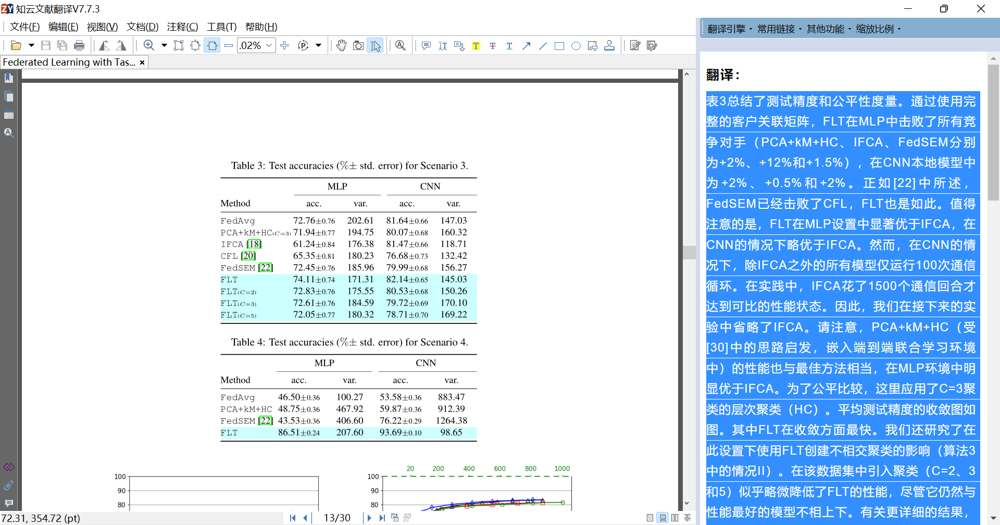 知云文献翻译V7.7.3
文件(F) 编辑(E) 视图(V) 文档(D) 注释(C) 工具(T) 帮助(H)
.02%
Federated Learning with Tas... ×
Table 3: Test accuracies (%± std. error) for Scenario 3.
MLP CNN
Method acc. var. acc. var.
FedAvg 72.76±0.76 202.61 81.64±0.66 147.03
PCA+kM+HC(C=3) 71.94±0.77 194.75 80.07±0.68 160.32
IFCA [18] 61.24±0.84 176.38 81.47±0.66 118.71
CFL [20] 65.35±0.81 180.23 76.68±0.73 132.42
FedSEM [22] 72.45±0.76 185.96 79.99±0.68 156.27
FLT 74.11±0.74 171.31 82.14±0.65 145.03
FLT(C=2) 72.83±0.76 175.55 80.53±0.68 150.26
FLT(C=3) 72.61±0.76 184.59 79.72±0.69 170.10
FLT(C=5) 72.05±0.77 180.32 78.71±0.70 169.22
Table 4: Test accuracies (%± std. error) for Scenario 4.
MLP CNN
Method acc. var. acc. var.
FedAvg 46.50±0.36 100.27 53.58±0.36 883.47
PCA+kM+HC 48.75±0.36 467.92 59.87±0.36 912.39
FedSEM [22] 43.53±0.36 406.60 76.22±0.29 1264.38
FLT 86.51±0.24 207.60 93.69±0.10 98.65
20 200 400 600 800 1000
100 100
90 90
80 80
72.31, 354.72 (pt)
13/30
翻译引擎 常用链接 其他功能 缩放比例
翻译：
表3总结了测试精度和公平性度量。通过使用完
整的客户关联矩阵，FLT在MLP中击败了所有竞
争对手（PCA+kM+HC、IFCA、FedSEM分别
为+2%、+12%和+1.5%），在CNN本地模型中
为+2%、+0.5%和+2%。正如[22]中所述，
FedSEM已经击败了CFL，FLT也是如此。值得
注意的是，FLT在MLP设置中显著优于IFCA，在
CNN的情况下略优于IFCA。然而，在CNN的情
况下，除IFCA之外的所有模型仅运行100次通信
循环。在实践中，IFCA花了1500个通信回合才
达到可比的性能状态。因此，我们在接下来的实
验中省略了IFCA。请注意，PCA+kM+HC（受
[30]中的思路启发，嵌入端到端联合学习环境
中）的性能也与最佳方法相当，在MLP环境中明
显优于IFCA。为了公平比较，这里应用了C=3聚
类的层次聚类（HC）。平均测试精度的收敛图如
图。其中FLT在收敛方面最快。我们还研究了在
此设置下使用FLT创建不相交聚类的影响（算法3
中的情况II）。在该数据集中引入聚类（C=2、3
和5）似乎略微降低了FLT的性能，尽管它仍然与
性能最好的模型不相上下。有关更详细的结果，